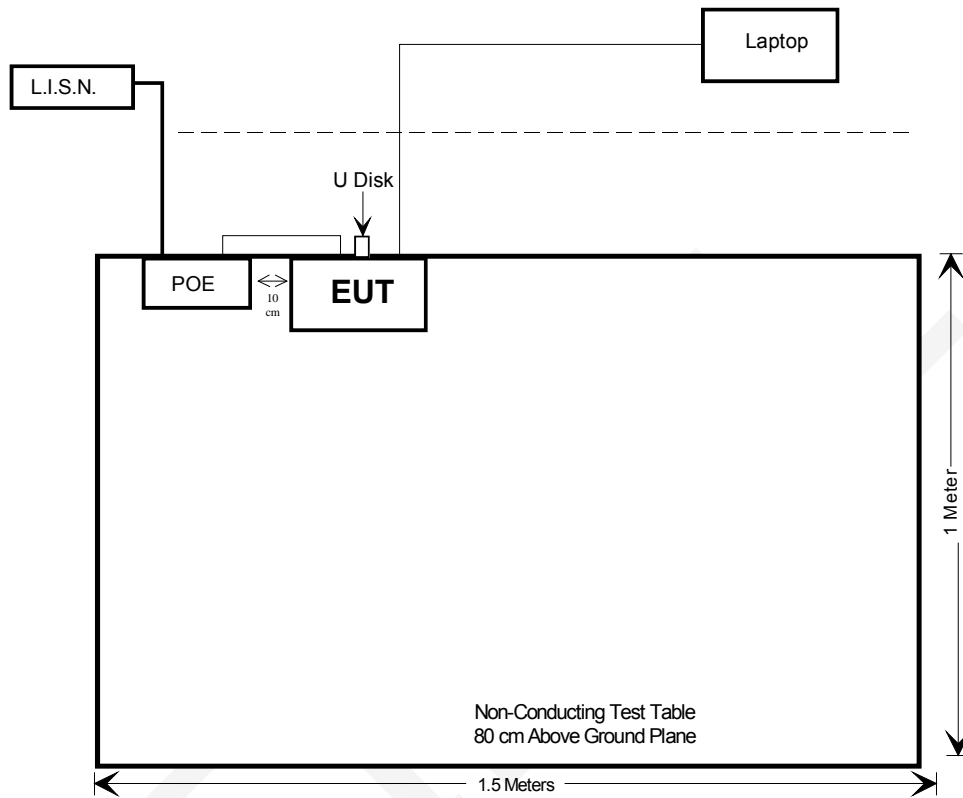 Laptop
L.I.S.N.
U Disk
POE
10
cm
EUT
1 Meter
Non-Conducting Test Table
80 cm Above Ground Plane
1.5 Meters